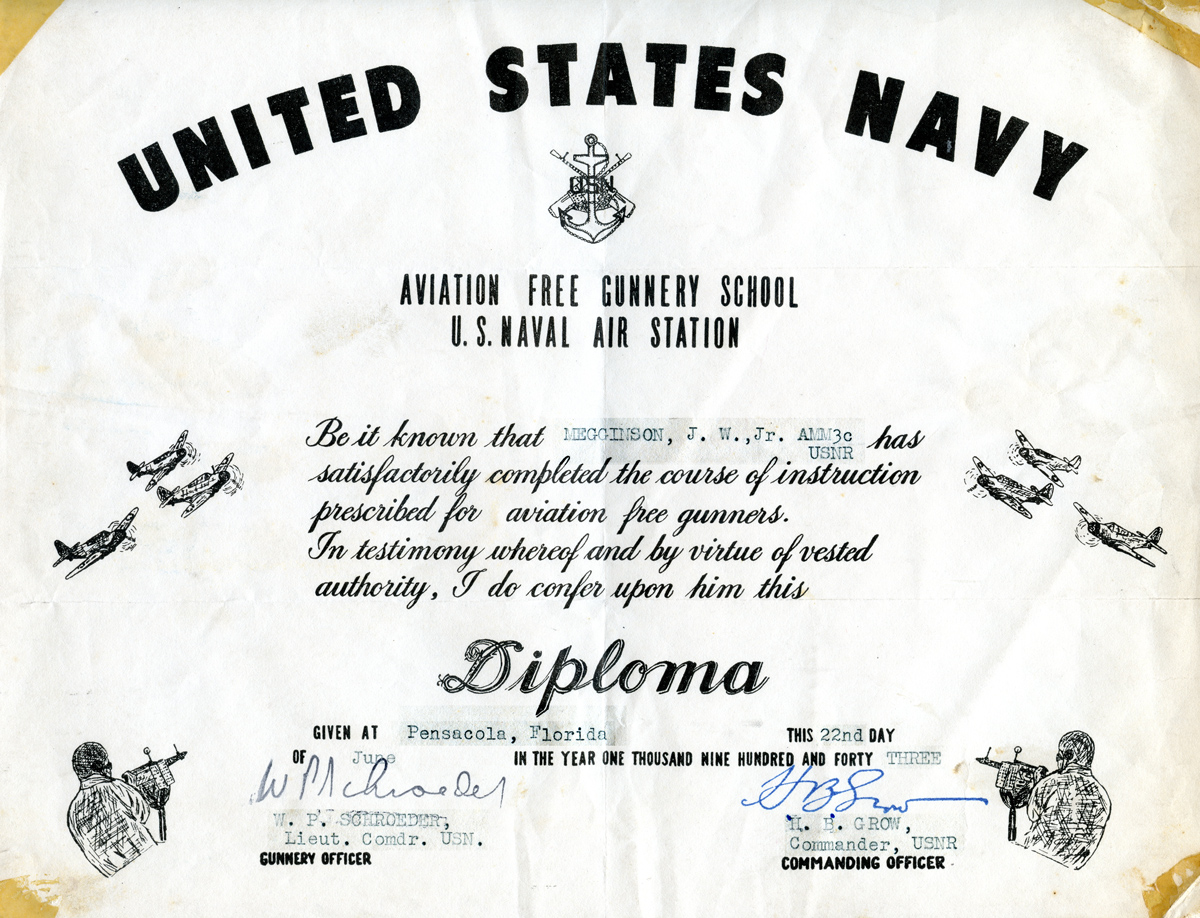 UNITED STATES NAVY
USN
AVIATION FREE GUNNERY SCHOOL
U.S. NAVAL AIR STATION
Be it known that MEGGINSON, J. W.,Jr. AMM3c has
USNR
satisfactorily completed the course of instruction
prescribed for aviation free gunners.
In testimony whereof and by virtue of vested
authority, I do confer upon him this
Diploma
GIVEN AT Pensacola, Florida THIS 22nd DAY
OF June IN THE YEAR ONE THOUSAND NINE HUNDRED AND FORTY THREE
W P Schroeder H B Grow
W. P. SCHROEDER, H. B. GROW,
Lieut. Comdr. USN. Commander, USNR
GUNNERY OFFICER COMMANDING OFFICER